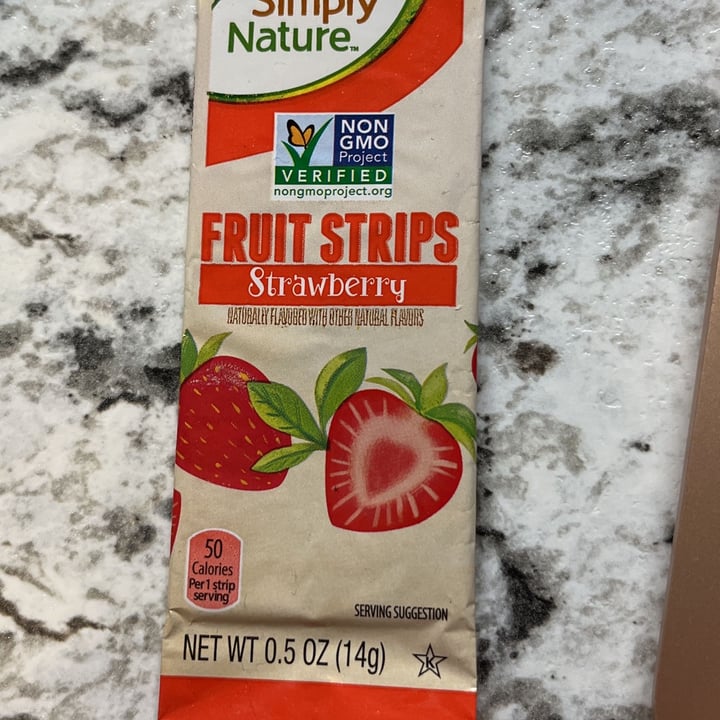 Simply
Nature™
NON
GMO
Project
VERIFIED
nongmoproject.org
FRUIT STRIPS
Strawberry
NATURALLY FLAVORED WITH OTHER NATURAL FLAVORS
50
Calories
Per 1 strip
serving
SERVING SUGGESTION
NET WT 0.5 OZ (14g)
K